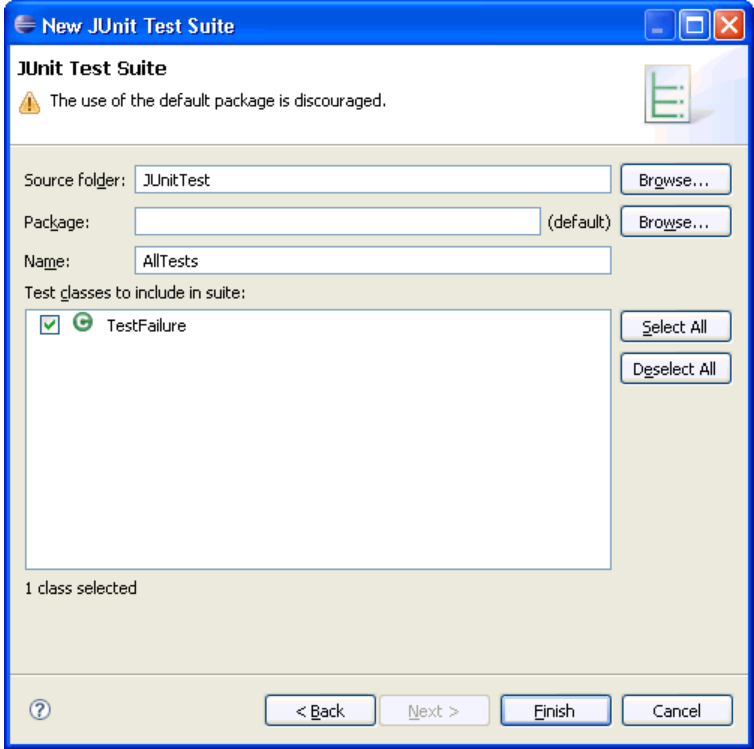 New JUnit Test Suite
JUnit Test Suite
The use of the default package is discouraged.
Source folder: JUnitTest Browse...
Package: (default) Browse...
Name: AllTests
Test classes to include in suite:
TestFailure Select All
Deselect All
1 class selected
< Back Next > Finish Cancel